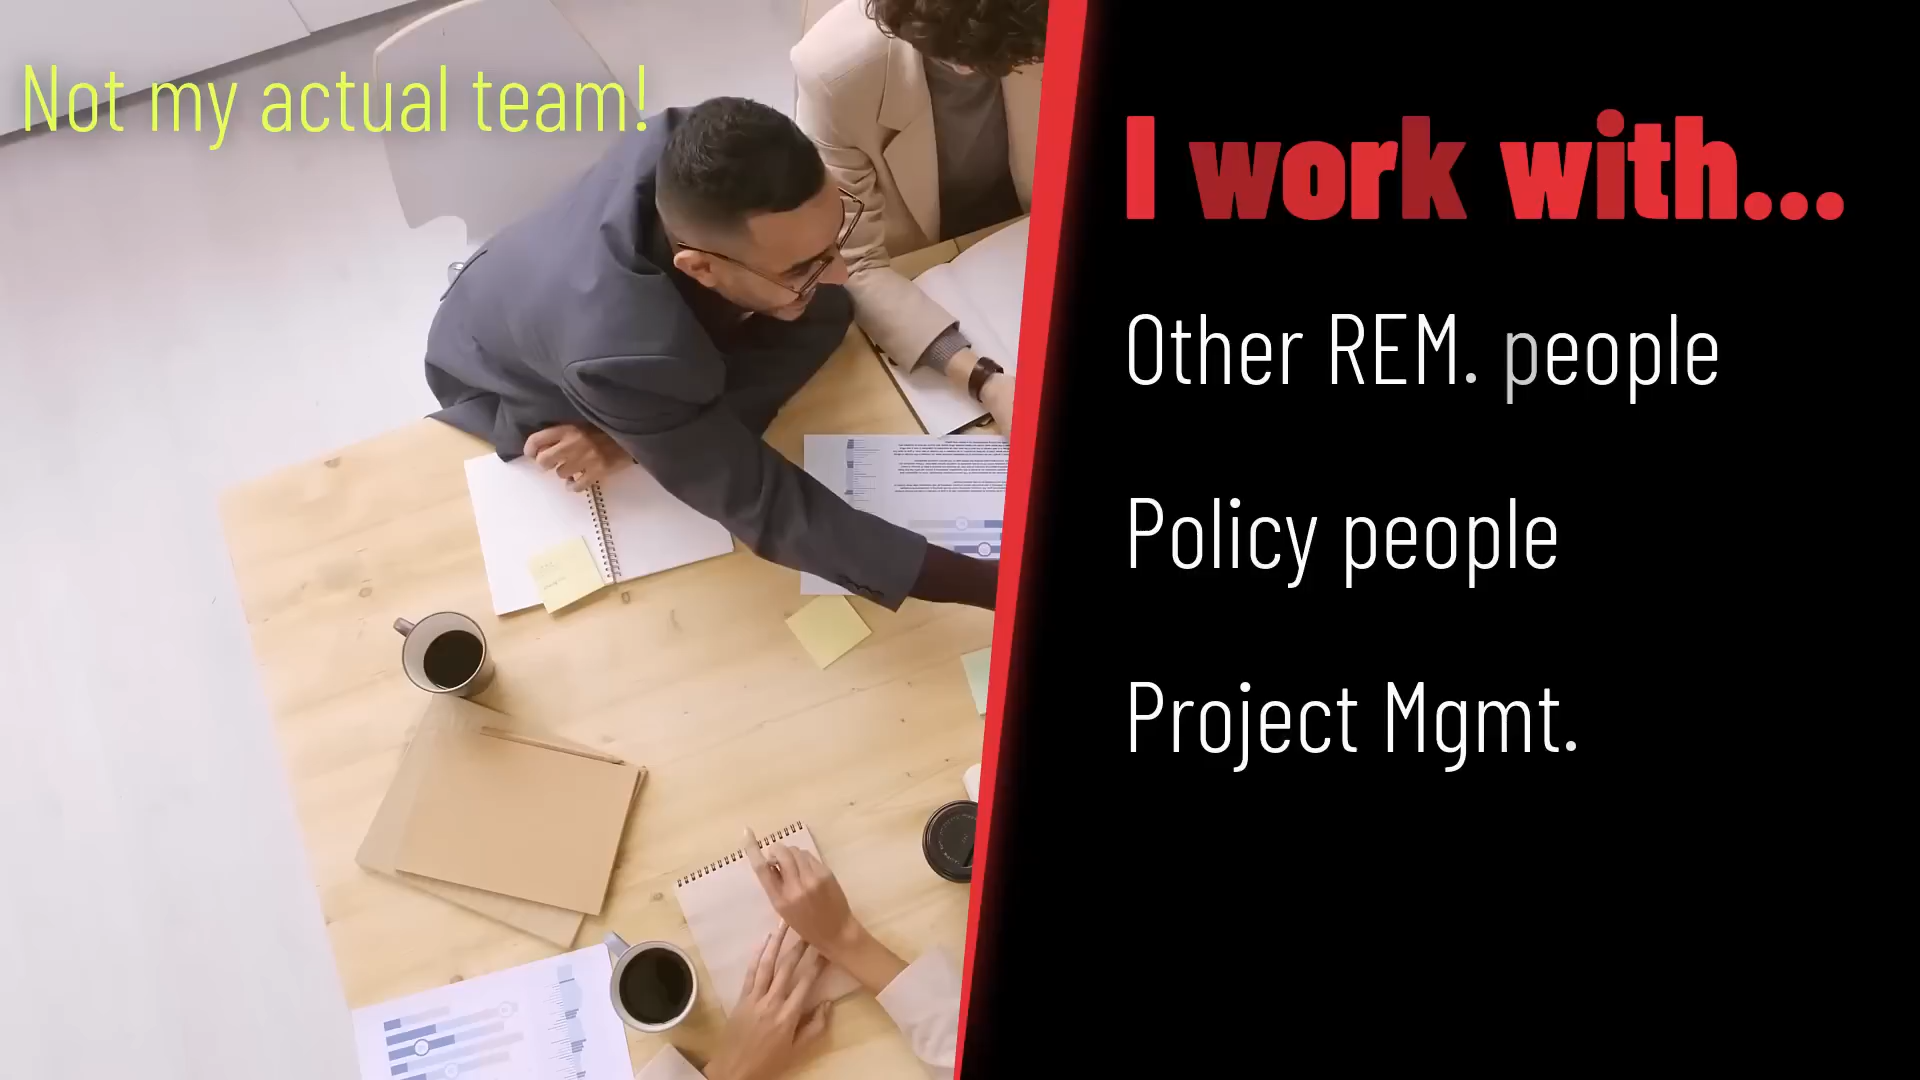 Not my actual team!
I work with...
Other REM. people
Policy people
Project Mgmt.